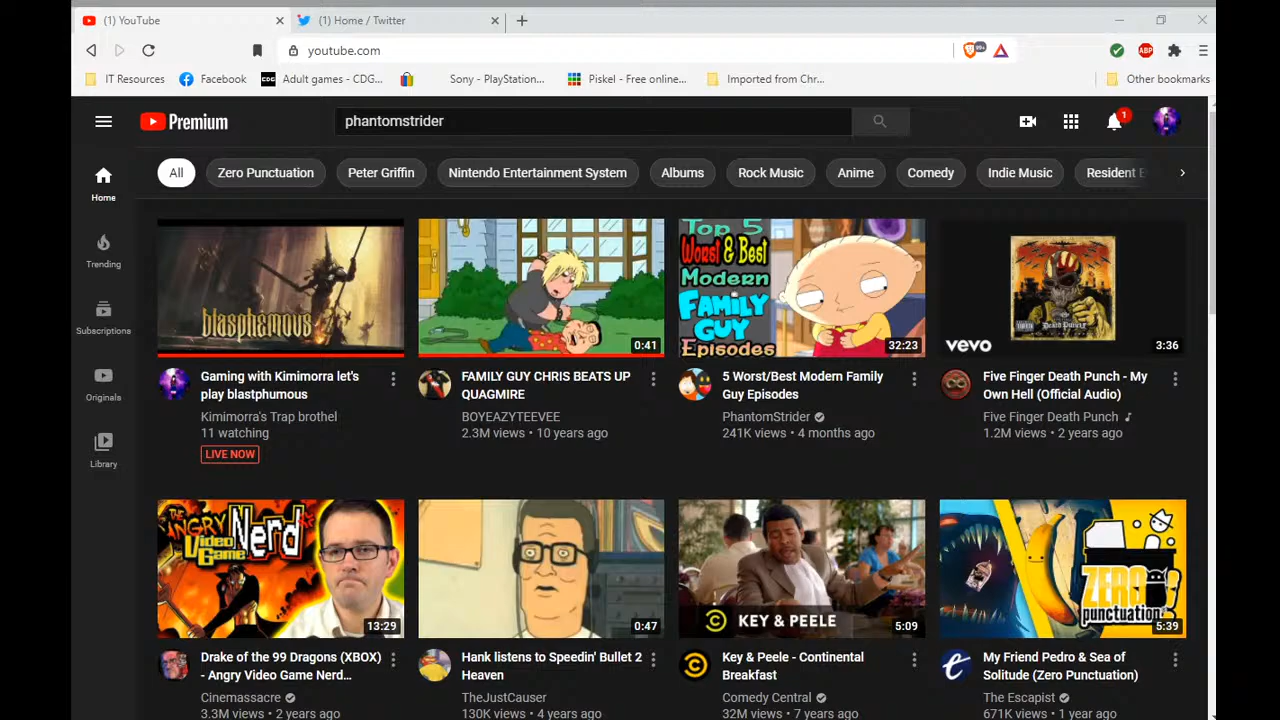 (1) YouTube
(1) Home / Twitter
youtube.com
99+
ABP
IT Resources
Facebook
CDG
Adult games - CDG...
Sony - PlayStation...
Piskel - Free online...
Imported from Chr...
Other bookmarks
Premium
phantomstrider
1
All
Zero Punctuation
Peter Griffin
Nintendo Entertainment System
Albums
Rock Music
Anime
Comedy
Indie Music
Resident E
Home
Trending
Subscriptions
Originals
Library
blasphemous
0:41
Top 5
Worst & Best
Modern
FAMILY GUY
Episodes
32:23
vevo
3:36
Gaming with Kimimorra let's
play blastphumous
Kimimorra's Trap brothel
11 watching
LIVE NOW
FAMILY GUY CHRIS BEATS UP
QUAGMIRE
BOYEAZYTEEVEE
2.3M views • 10 years ago
5 Worst/Best Modern Family
Guy Episodes
PhantomStrider
241K views • 4 months ago
Five Finger Death Punch - My
Own Hell (Official Audio)
Five Finger Death Punch
1.2M views • 2 years ago
THE ANGRY
Video GAME
Nerd
13:29
0:47
KEY & PEELE
5:09
ZERO
punctuation
5:39
Drake of the 99 Dragons (XBOX)
- Angry Video Game Nerd...
Cinemassacre
3.3M views • 2 years ago
Hank listens to Speedin' Bullet 2
Heaven
TheJustCauser
130K views • 4 years ago
Key & Peele - Continental
Breakfast
Comedy Central
32M views • 7 years ago
My Friend Pedro & Sea of
Solitude (Zero Punctuation)
The Escapist
671K views • 1 year ago